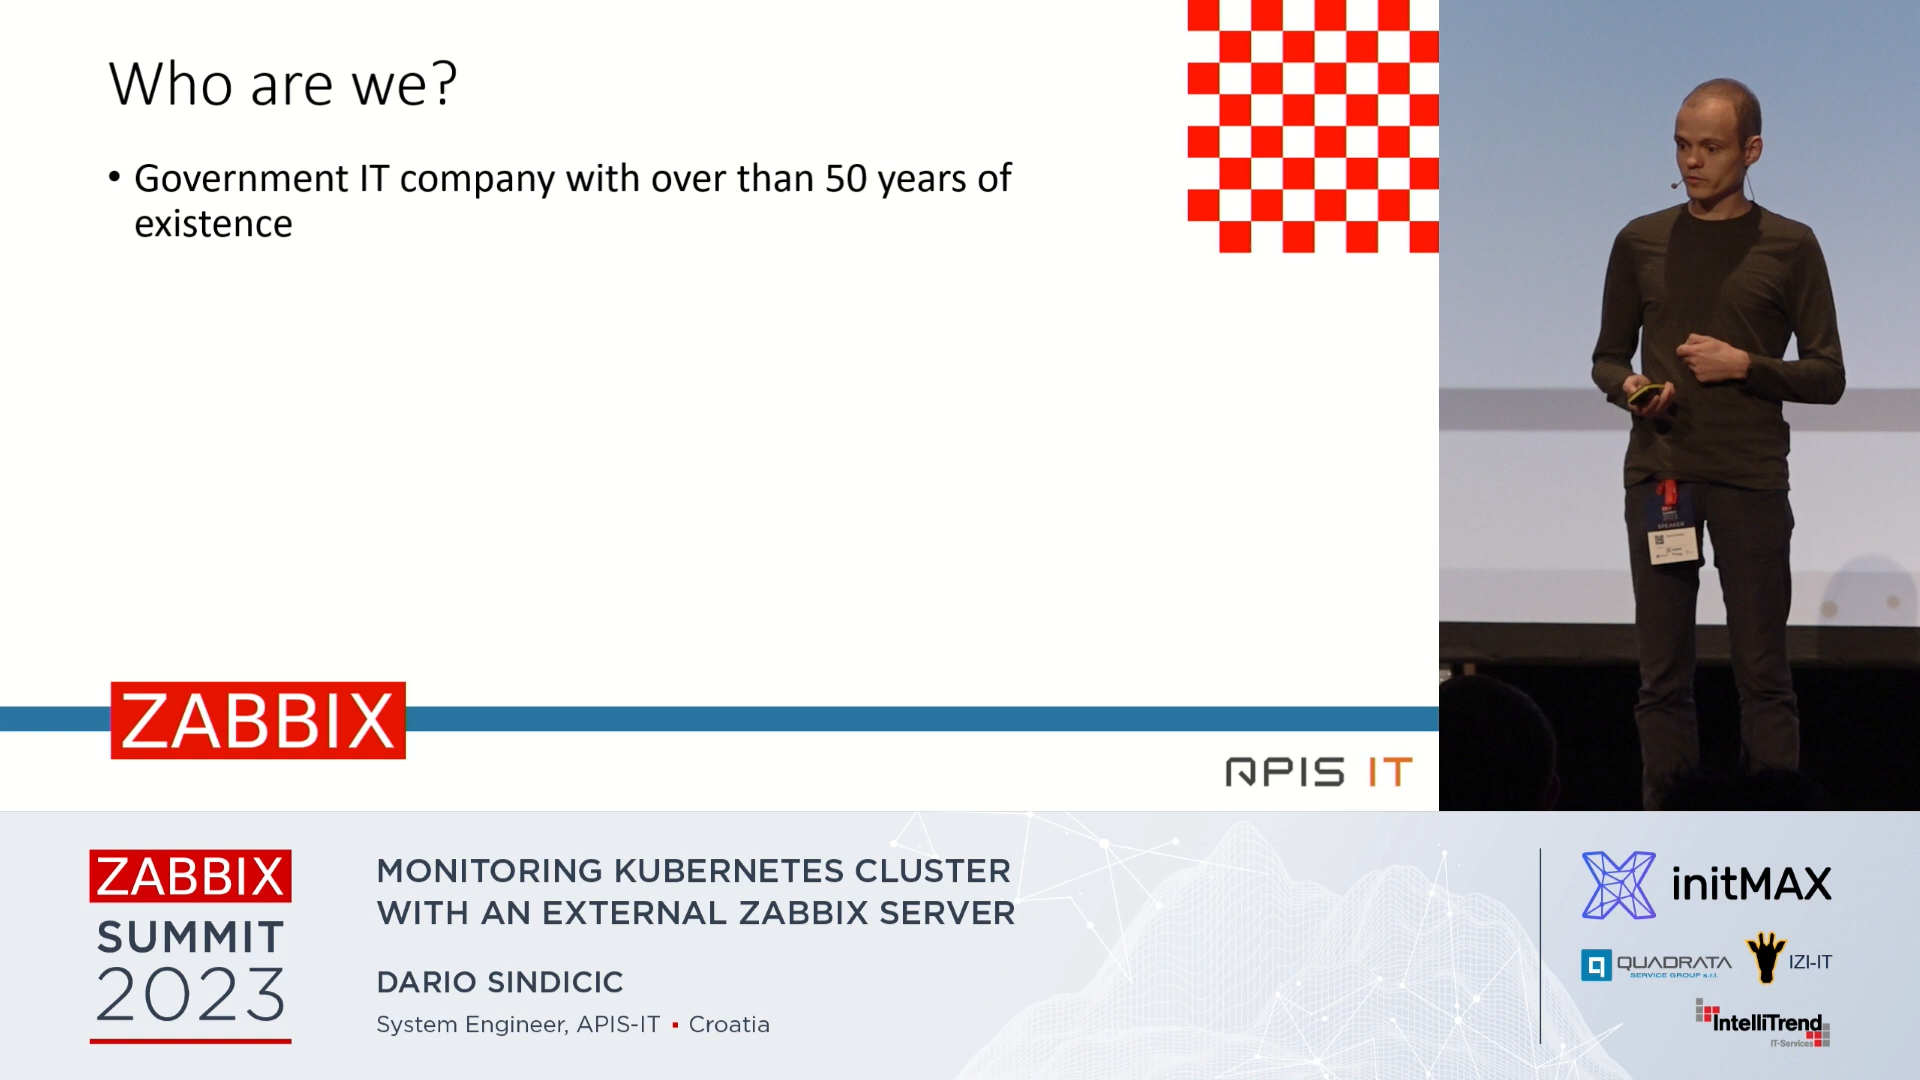 Who are we?
• Government IT company with over than 50 years of
existence
ZABBIX
APIS IT
SPEAKER
ZABBIX
SUMMIT
2023
MONITORING KUBERNETES CLUSTER
WITH AN EXTERNAL ZABBIX SERVER
DARIO SINDICIC
System Engineer, APIS-IT ▪ Croatia
initMAX
QUADRATA
SERVICE GROUP s.r.l.
IZI-IT
IntelliTrend
IT-Services